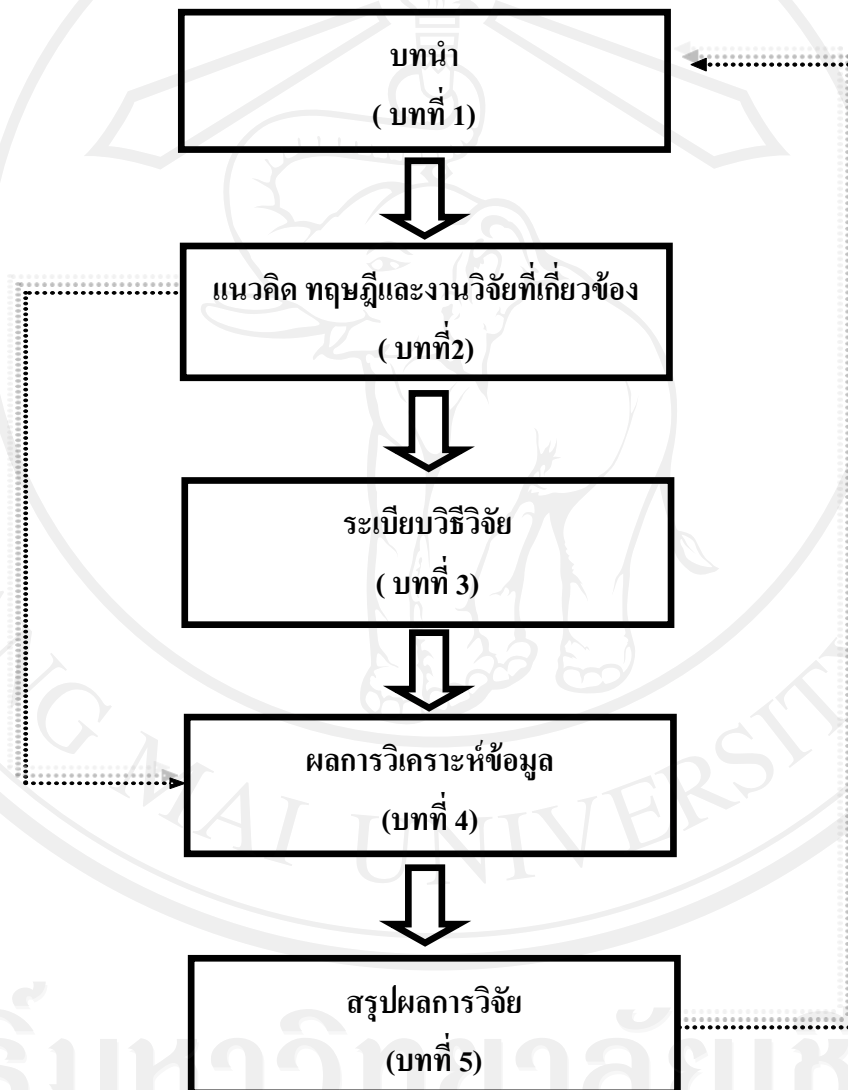 บทนำ
( บทที่ 1)
แนวคิด ทฤษฎีและงานวิจัยที่เกี่ยวข้อง
( บทที่2)
ระเบียบวิธีวิจัย
( บทที่ 3)
ผลการวิเคราะห์ข้อมูล
(บทที่ 4)
MAI UNIVERSITY
สรุปผลการวิจัย
(บทที่ 5)